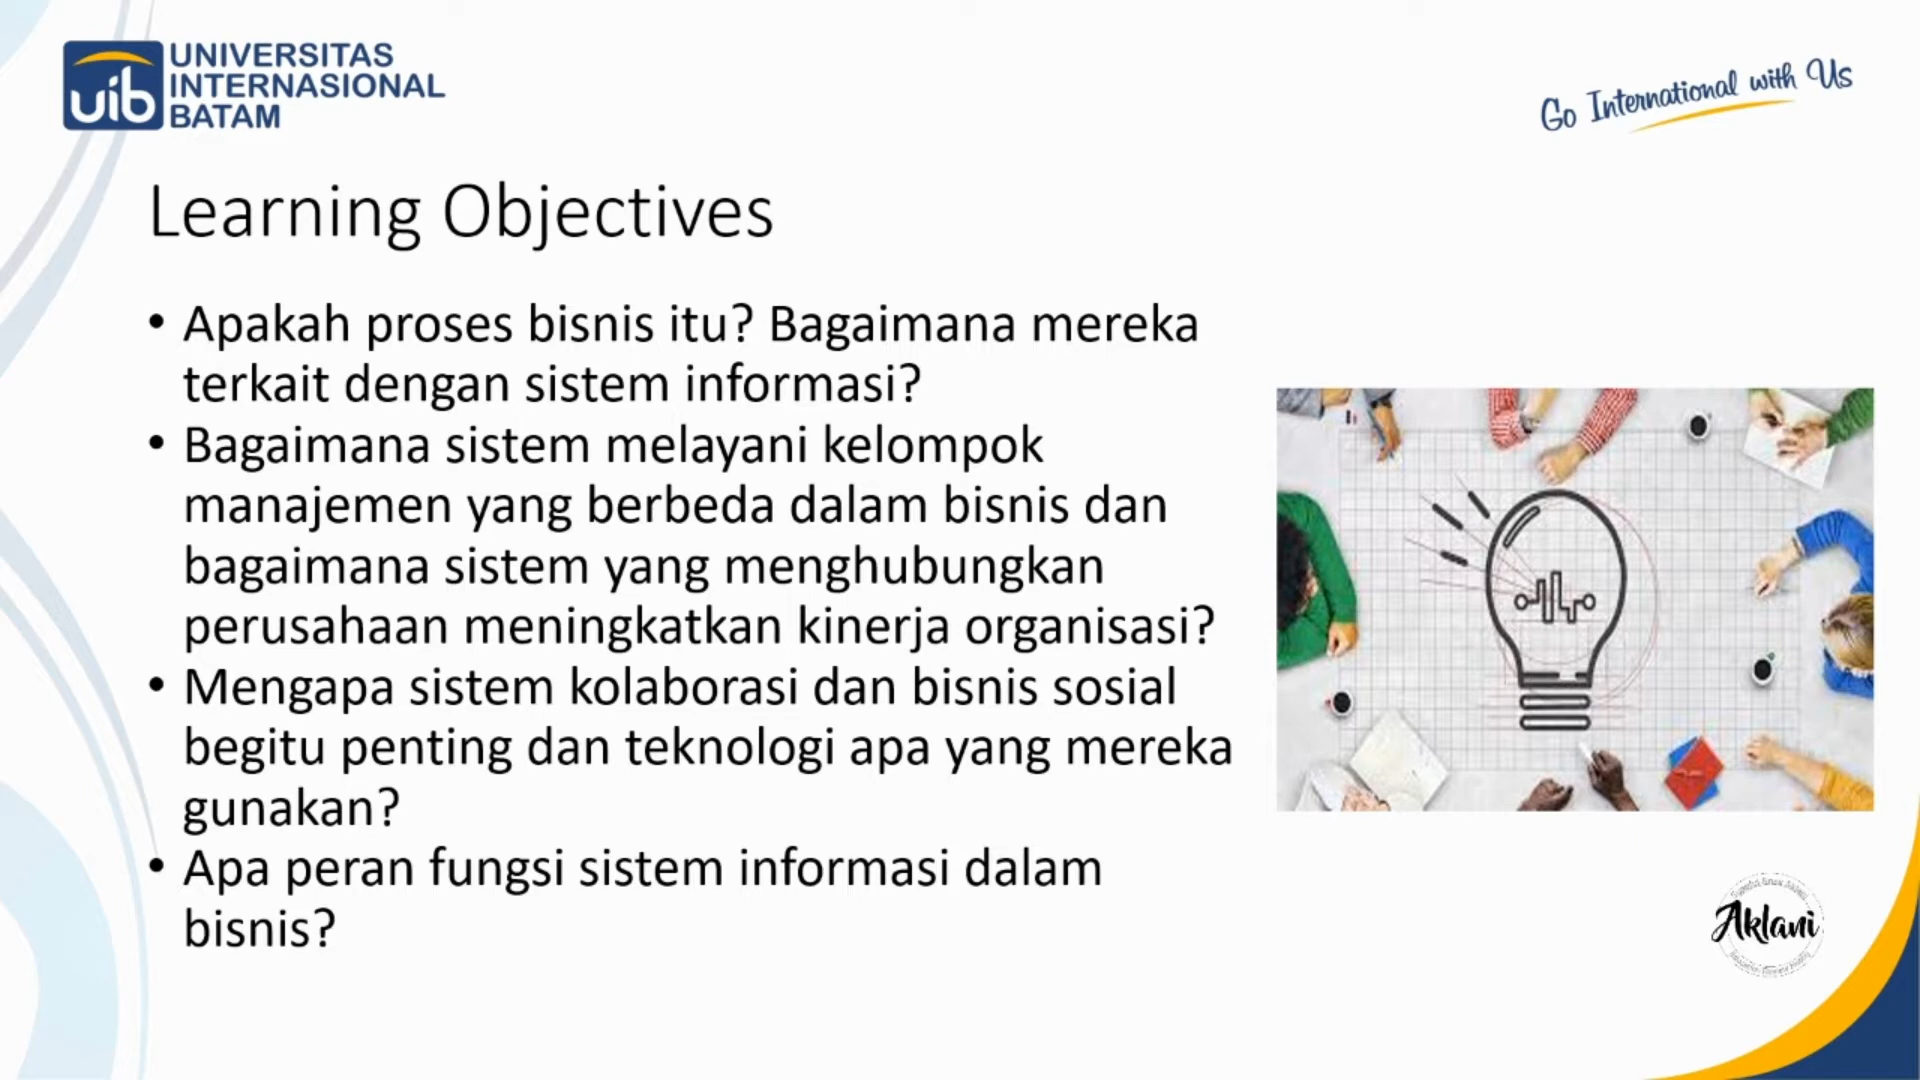 UNIVERSITAS
INTERNASIONAL
BATAM
uib
Go International with Us
Learning Objectives
• Apakah proses bisnis itu? Bagaimana mereka
terkait dengan sistem informasi?
• Bagaimana sistem melayani kelompok
manajemen yang berbeda dalam bisnis dan
bagaimana sistem yang menghubungkan
perusahaan meningkatkan kinerja organisasi?
• Mengapa sistem kolaborasi dan bisnis sosial
begitu penting dan teknologi apa yang mereka
gunakan?
• Apa peran fungsi sistem informasi dalam
bisnis?
Aklani